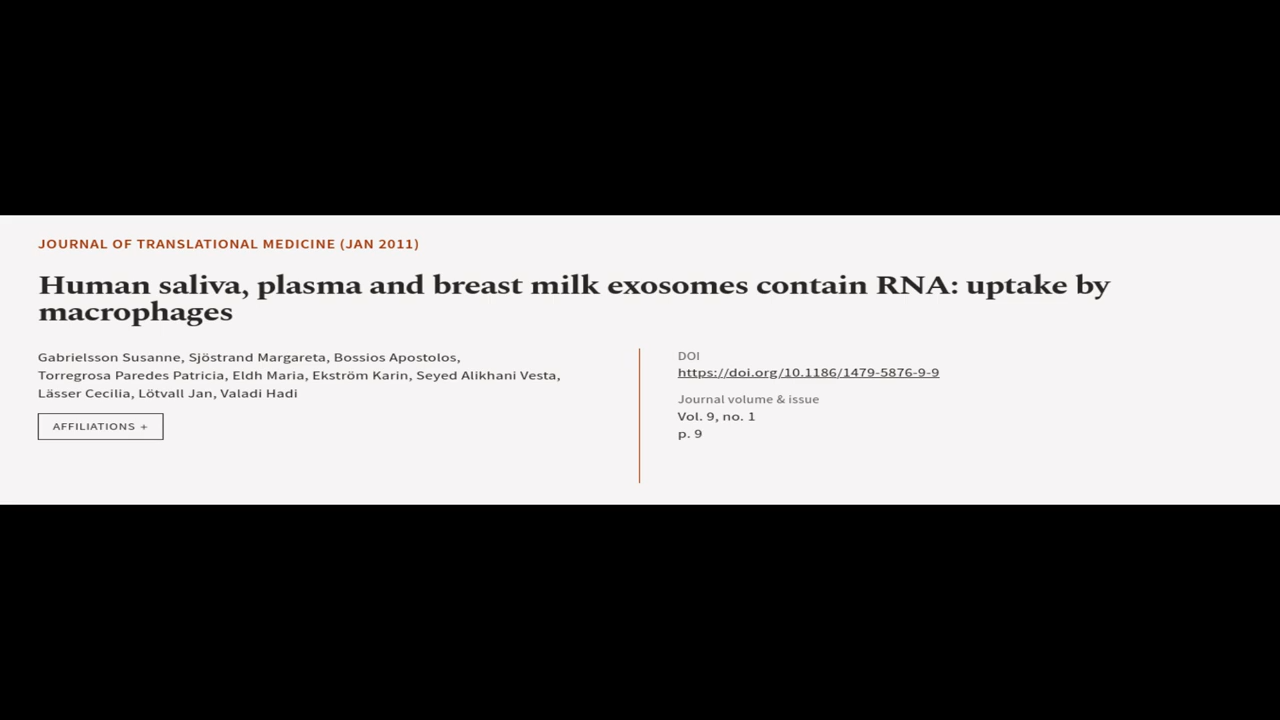 JOURNAL OF TRANSLATIONAL MEDICINE (JAN 2011)
Human saliva, plasma and breast milk exosomes contain RNA: uptake by
macrophages
Gabrielsson Susanne, Sjöstrand Margareta, Bossios Apostolos,
Torregrosa Paredes Patricia, Eldh Maria, Ekström Karin, Seyed Alikhani Vesta,
Lässer Cecilia, Lötvall Jan, Valadi Hadi
AFFILIATIONS +
DOI
https://doi.org/10.1186/1479-5876-9-9
Journal volume & issue
Vol. 9, no. 1
p. 9